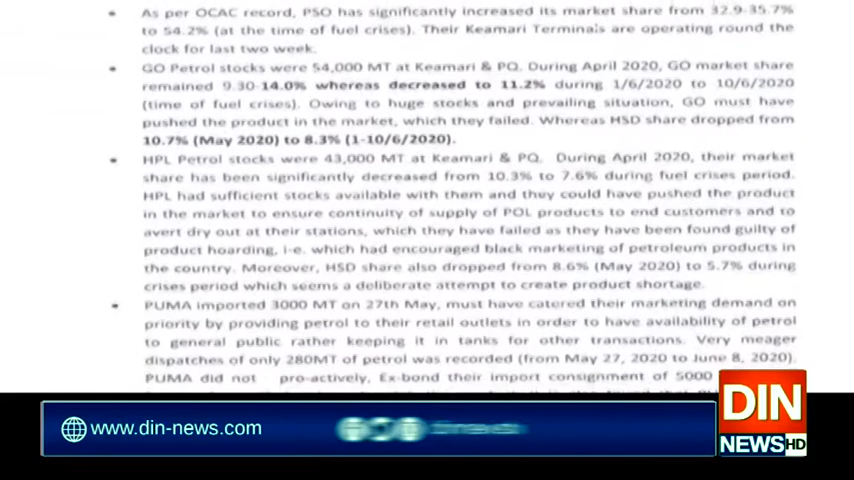 As per OCAC record, PSO has significantly increased its market share from 32.9-35.7%
to 54.2% (at the time of fuel crises). Their Keamari Terminals are operating round the
clock for last two week.
GO Petrol stocks were 54,000 MT at Keamari & PQ. During April 2020, GO market share
remained 9.30-14.0% whereas decreased to 11.2% during 1/6/2020 to 10/6/2020
(time of fuel crises). Owing to huge stocks and prevailing situation, GO must have
pushed the product in the market, which they failed. Whereas HSD share dropped from
10.7% (May 2020) to 8.3% (1-10/6/2020).
HPL Petrol stocks were 43,000 MT at Keamari & PQ. During April 2020, their market
share has been significantly decreased from 10.3% to 7.6% during fuel crises period.
HPL had sufficient stocks available with them and they could have pushed the product
in the market to ensure continuity of supply of POL products to end customers and to
avert dry out at their stations, which they have failed as they have been found guilty of
product hoarding, i-e. which had encouraged black marketing of petroleum products in
the country. Moreover, HSD share also dropped from 8.6% (May 2020) to 5.7% during
crises period which seems a deliberate attempt to create product shortage.
PUMA imported 3000 MT on 27th May, must have catered their marketing demand on
priority by providing petrol to their retail outlets in order to have availability of petrol
to general public rather keeping it in tanks for other transactions. Very meager
dispatches of only 280MT of petrol was recorded (from May 27, 2020 to June 8, 2020).
PUMA did not pro-actively, Ex-bond their import consignment of 5000
www.din-news.com
DIN
NEWS HD